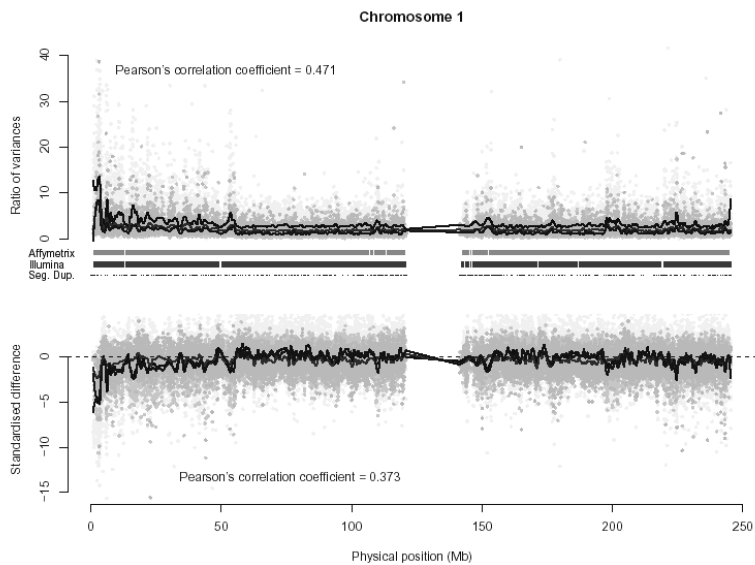 Chromosome 1
Pearson's correlation coefficient = 0.471
Ratio of variances
40
30
20
10
0
Affymetrix
Illumina
Seg. Dup.
Standardised difference
0
−5
−10
−15
Pearson's correlation coefficient = 0.373
0 50 100 150 200 250
Physical position (Mb)